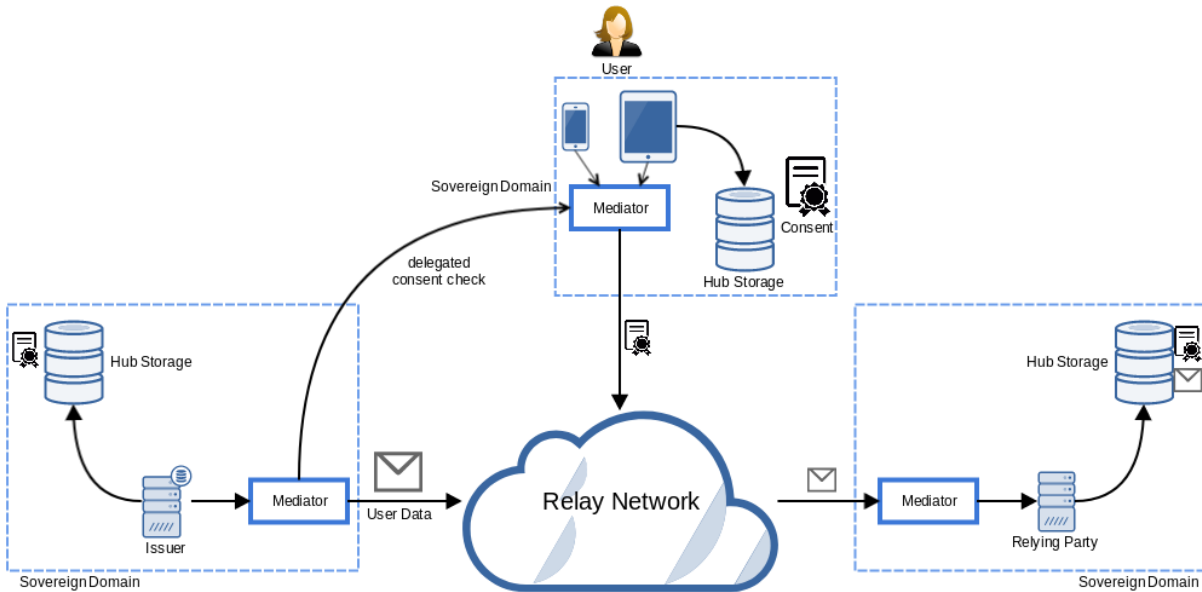 User
Sovereign Domain
Mediator
Consent
Hub Storage
delegated
consent check
Hub Storage
Issuer
Mediator
User Data
Sovereign Domain
Relay Network
Hub Storage
Mediator
Relying Party
Sovereign Domain